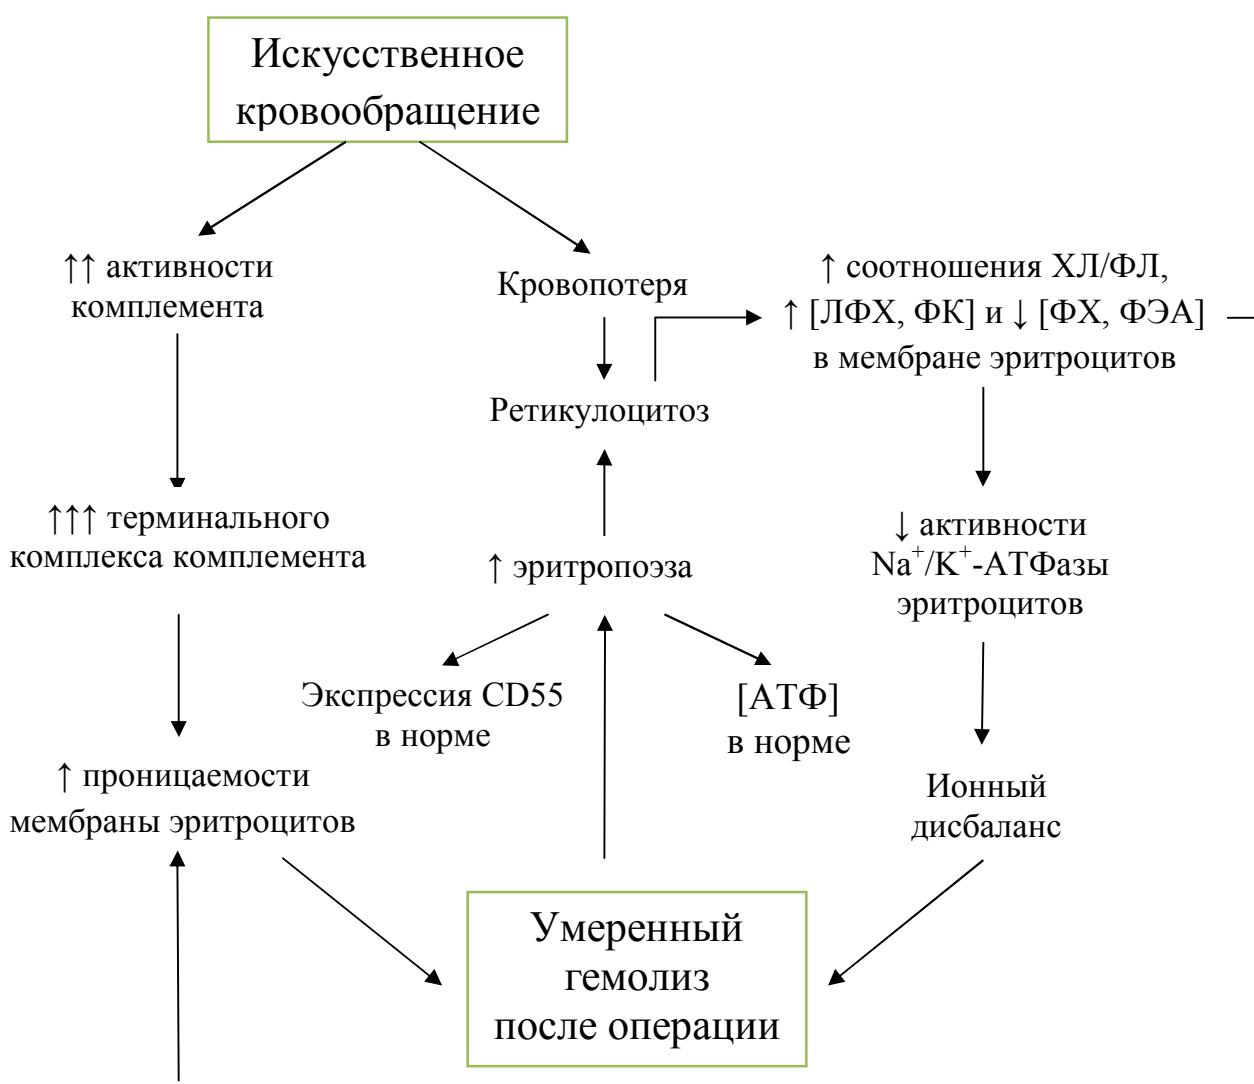 Искусственное
кровообращение
↑↑ активности
комплемента
Кровопотеря
↑ соотношения ХЛ/ФЛ,
↑ [ЛФХ, ФК] и ↓ [ФХ, ФЭА]
в мембране эритроцитов
Ретикулоцитоз
↑↑↑ терминального
комплекса комплемента
↑ эритропоэза
↓ активности
Na⁺/K⁺-АТФазы
эритроцитов
Экспрессия CD55
в норме
[АТФ]
в норме
↑ проницаемости
мембраны эритроцитов
Ионный
дисбаланс
Умеренный
гемолиз
после операции